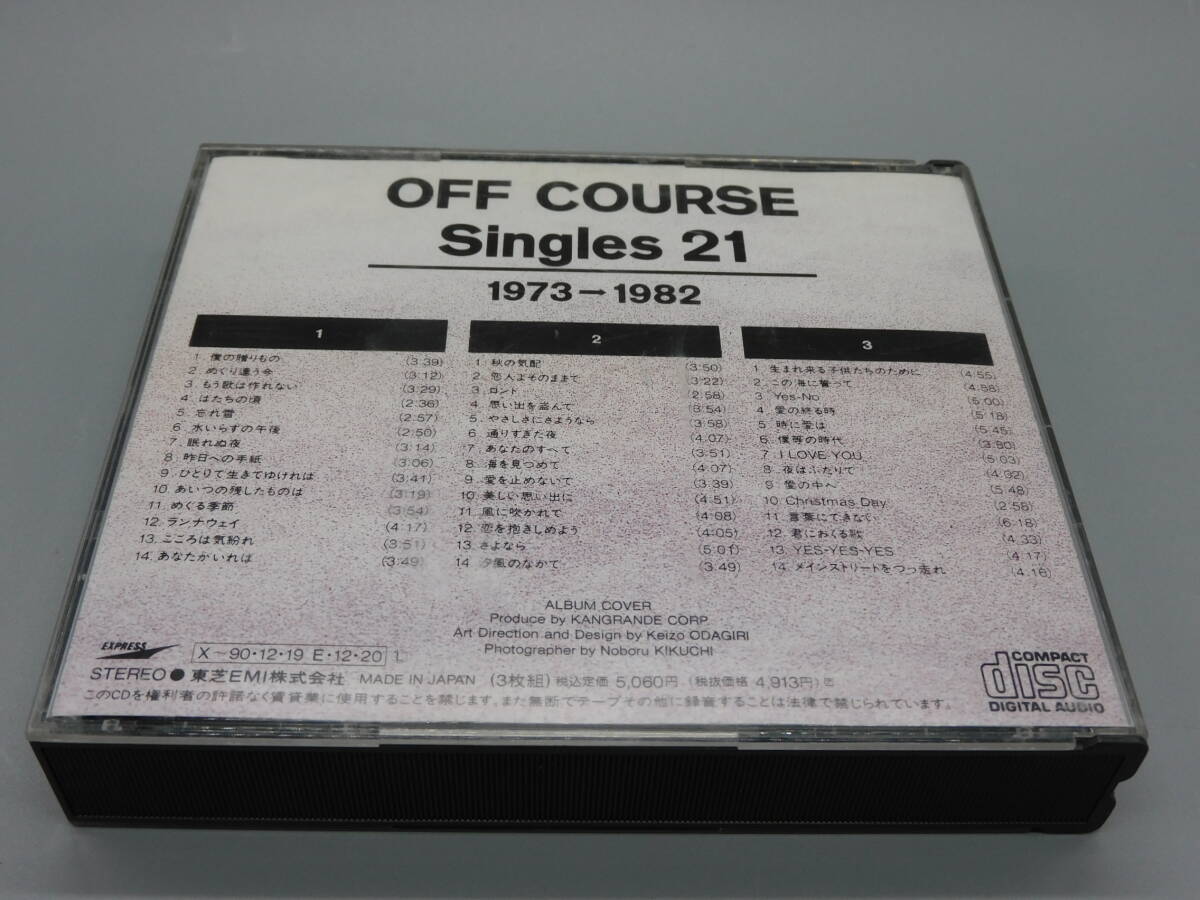 OFF COURSE
Singles 21
1973→1982
1
1 僕の贈りもの (3:39)
2 めぐり逢う今 (3:12)
3 もう歌は作れない (3:29)
4 はたちの頃 (2:36)
5 忘れ雪 (2:57)
6 水いらずの午後 (2:50)
7 眠れぬ夜 (3:14)
8 昨日への手紙 (3:06)
9 ひとりで生きてゆければ (3:41)
10 あいつの残したものは (3:19)
11 めぐる季節 (3:54)
12 ランナウェイ (4:17)
13 こころは気紛れ (3:51)
14 あなたがいれば (3:49)
2
1 秋の気配 (3:50)
2 恋人よそのままで (3:22)
3 ロンド (2:58)
4 思い出を盗んで (3:54)
5 やさしさにさようなら (3:58)
6 通りすぎた夜 (4:07)
7 あなたのすべて (3:51)
8 海を見つめて (4:07)
9 愛を止めないで (3:39)
10 美しい思い出に (4:51)
11 風に吹かれて (4:08)
12 恋を抱きしめよう (4:05)
13 さよなら (5:01)
14 夕風のなかで (3:49)
3
1 生まれ来る子供たちのために (4:55)
2 この海に誓って (4:58)
3 Yes-No (5:00)
4 愛の終る時 (5:18)
5 時に愛は (5:45)
6 僕等の時代 (3:80)
7 I LOVE YOU (5:03)
8 夜はふたりで (4:32)
9 愛の中へ (5:48)
10 Christmas Day (2:58)
11 言葉にできない (6:18)
12 君におくる歌 (4:33)
13 YES-YES-YES (4:17)
14 メインストリートをつっ走れ (4:16)
ALBUM COVER
Produce by KANGRANDE CORP
Art Direction and Design by Keizo ODAGIRI
Photographer by Noboru KIKUCHI
EXPRESS
X-90・12・19 E・12・20 L
STEREO ● 東芝EMI株式会社 MADE IN JAPAN (3枚組) 税込定価 5,060円 (税抜価格 4,913円)
このCDを権利者の許諾なく賃貸業に使用することを禁じます。また無断でテープその他に録音することは法律で禁じられています。
COMPACT
disc
DIGITAL AUDIO